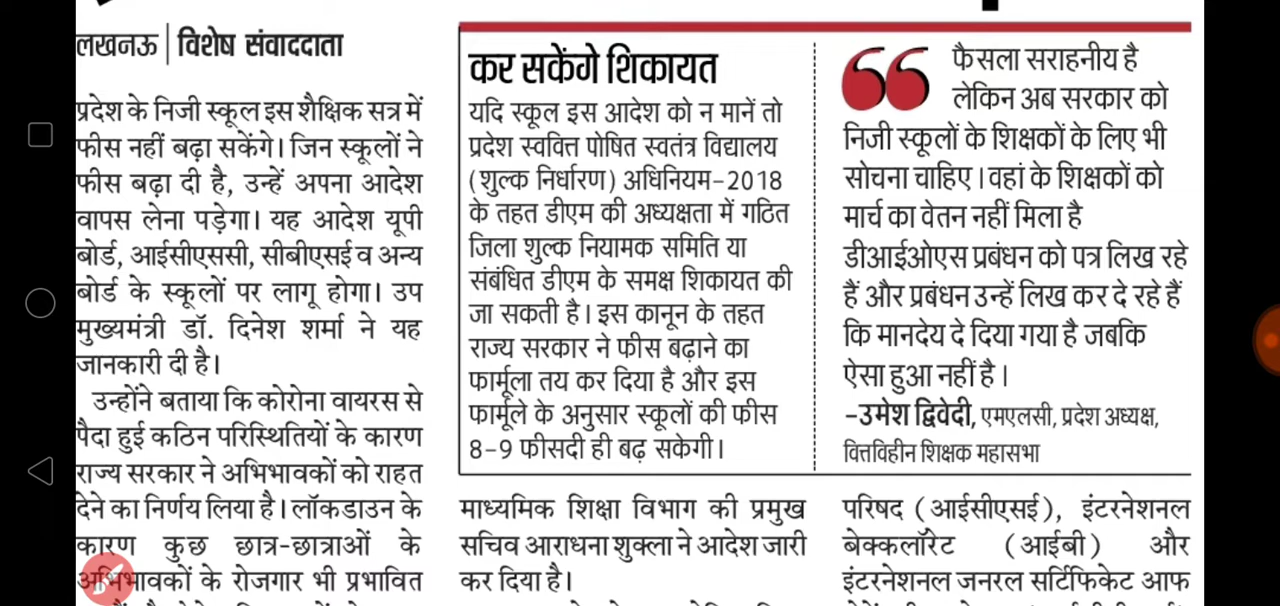 लखनऊ | विशेष संवाददाता
प्रदेश के निजी स्कूल इस शैक्षिक सत्र में
फीस नहीं बढ़ा सकेंगे। जिन स्कूलों ने
फीस बढ़ा दी है, उन्हें अपना आदेश
वापस लेना पड़ेगा। यह आदेश यूपी
बोर्ड, आईसीएससी, सीबीएसई व अन्य
बोर्ड के स्कूलों पर लागू होगा। उप
मुख्यमंत्री डॉ. दिनेश शर्मा ने यह
जानकारी दी है।
उन्होंने बताया कि कोरोना वायरस से
पैदा हुई कठिन परिस्थितियों के कारण
राज्य सरकार ने अभिभावकों को राहत
देने का निर्णय लिया है। लॉकडाउन के
कारण कुछ छात्र-छात्राओं के
अभिभावकों के रोजगार भी प्रभावित
कर सकेंगे शिकायत
यदि स्कूल इस आदेश को न मानें तो
प्रदेश स्ववित्त पोषित स्वतंत्र विद्यालय
(शुल्क निर्धारण) अधिनियम-2018
के तहत डीएम की अध्यक्षता में गठित
जिला शुल्क नियामक समिति या
संबंधित डीएम के समक्ष शिकायत की
जा सकती है। इस कानून के तहत
राज्य सरकार ने फीस बढ़ाने का
फार्मूला तय कर दिया है और इस
फार्मूले के अनुसार स्कूलों की फीस
8-9 फीसदी ही बढ़ सकेगी।
फैसला सराहनीय है
लेकिन अब सरकार को
निजी स्कूलों के शिक्षकों के लिए भी
सोचना चाहिए। वहां के शिक्षकों को
मार्च का वेतन नहीं मिला है
डीआईओएस प्रबंधन को पत्र लिख रहे
हैं और प्रबंधन उन्हें लिख कर दे रहे हैं
कि मानदेय दे दिया गया है जबकि
ऐसा हुआ नहीं है।
-उमेश द्विवेदी, एमएलसी, प्रदेश अध्यक्ष,
वित्तविहीन शिक्षक महासभा
माध्यमिक शिक्षा विभाग की प्रमुख
सचिव आराधना शुक्ला ने आदेश जारी
कर दिया है।
परिषद (आईसीएसई), इंटरनेशनल
बेक्कलॉरेट (आईबी) और
इंटरनेशनल जनरल सर्टिफिकेट आफ